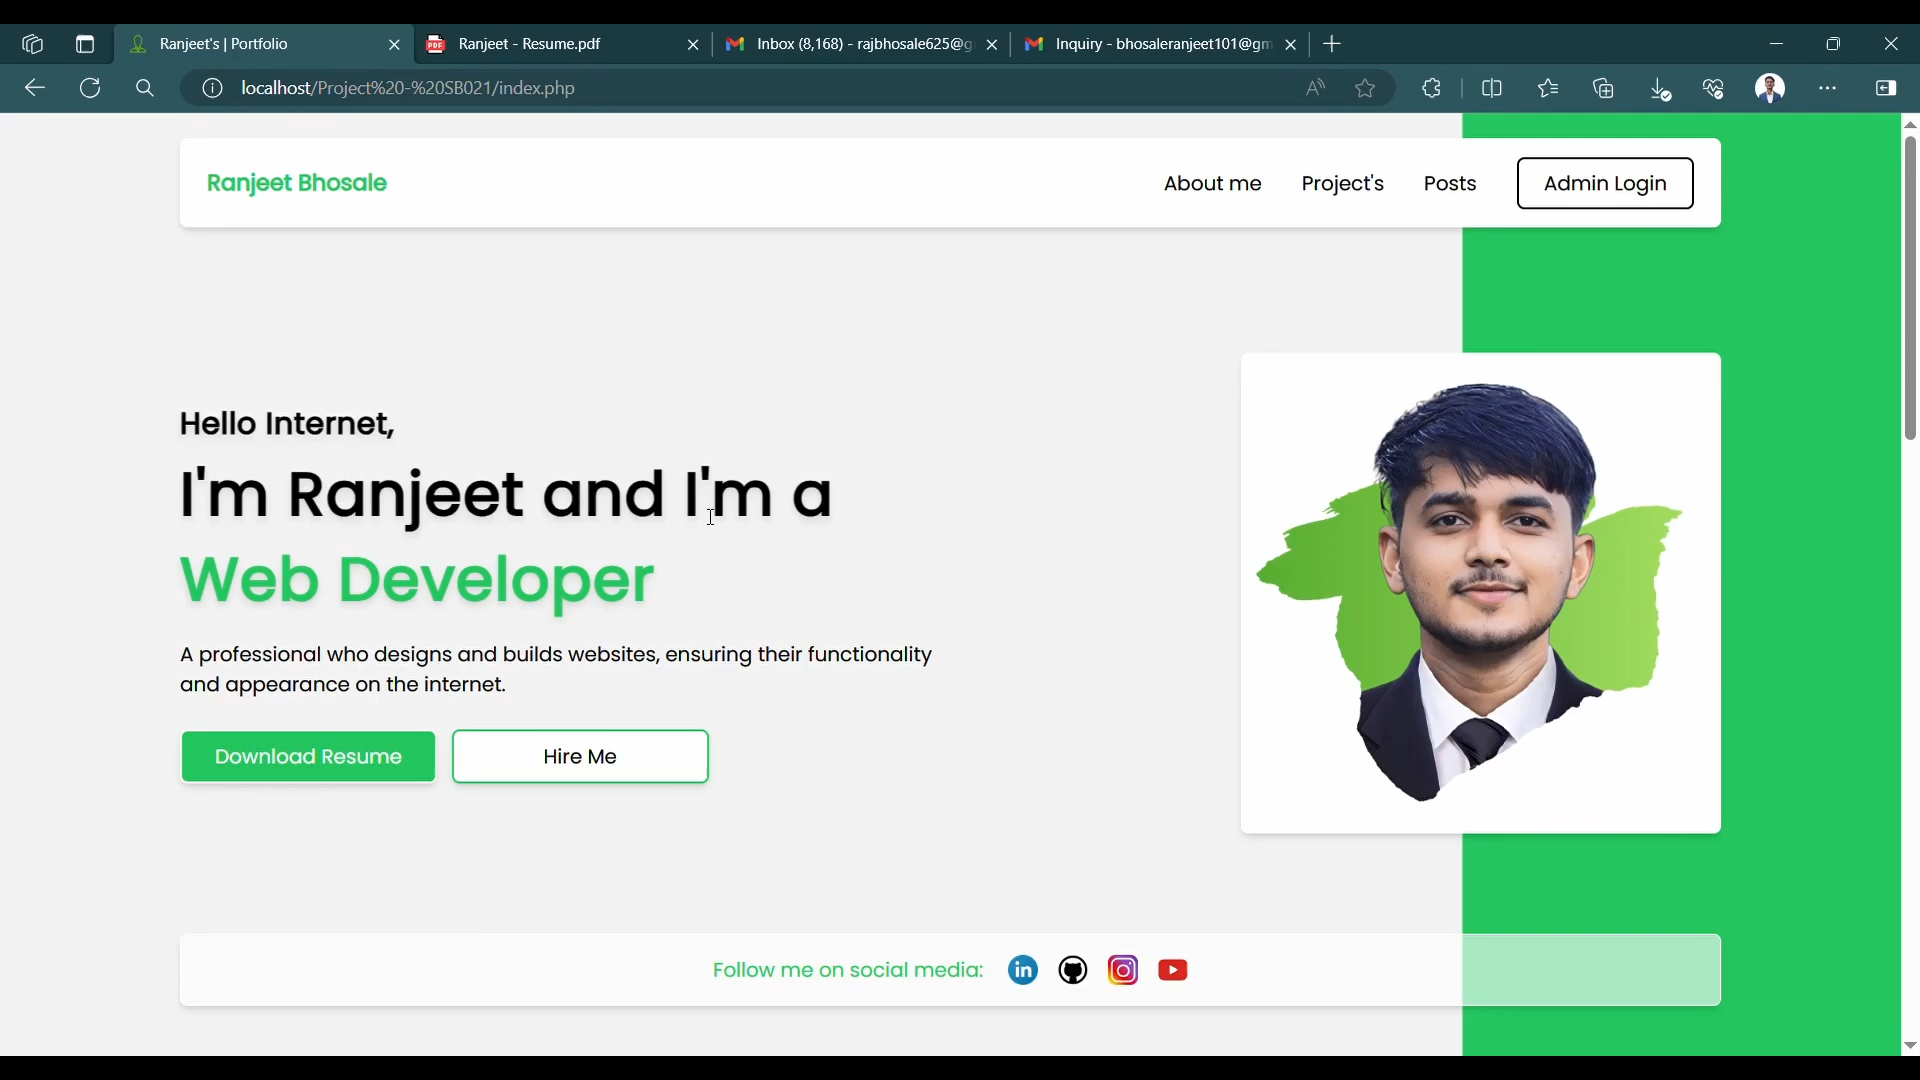 Ranjeet's | Portfolio
Ranjeet - Resume.pdf
Inbox (8,168) - rajbhosale625@g
Inquiry - bhosaleranjeet101@gm
localhost/Project%20-%20SB021/index.php
Ranjeet Bhosale
About me
Project's
Posts
Admin Login
Hello Internet,
I'm Ranjeet and I'm a
Web Developer
A professional who designs and builds websites, ensuring their functionality
and appearance on the internet.
Download Resume
Hire Me
Follow me on social media: